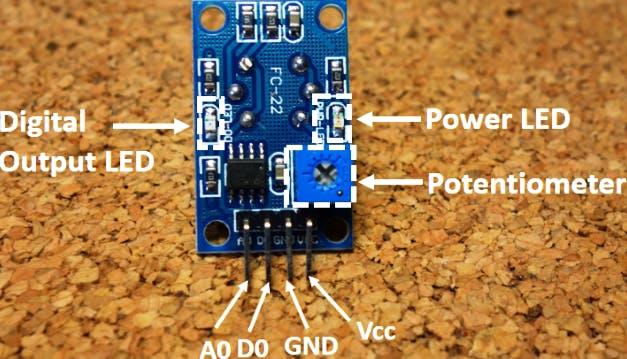 FC-22
Digital
Output LED
Power LED
Potentiometer
A0 D0 GND Vcc